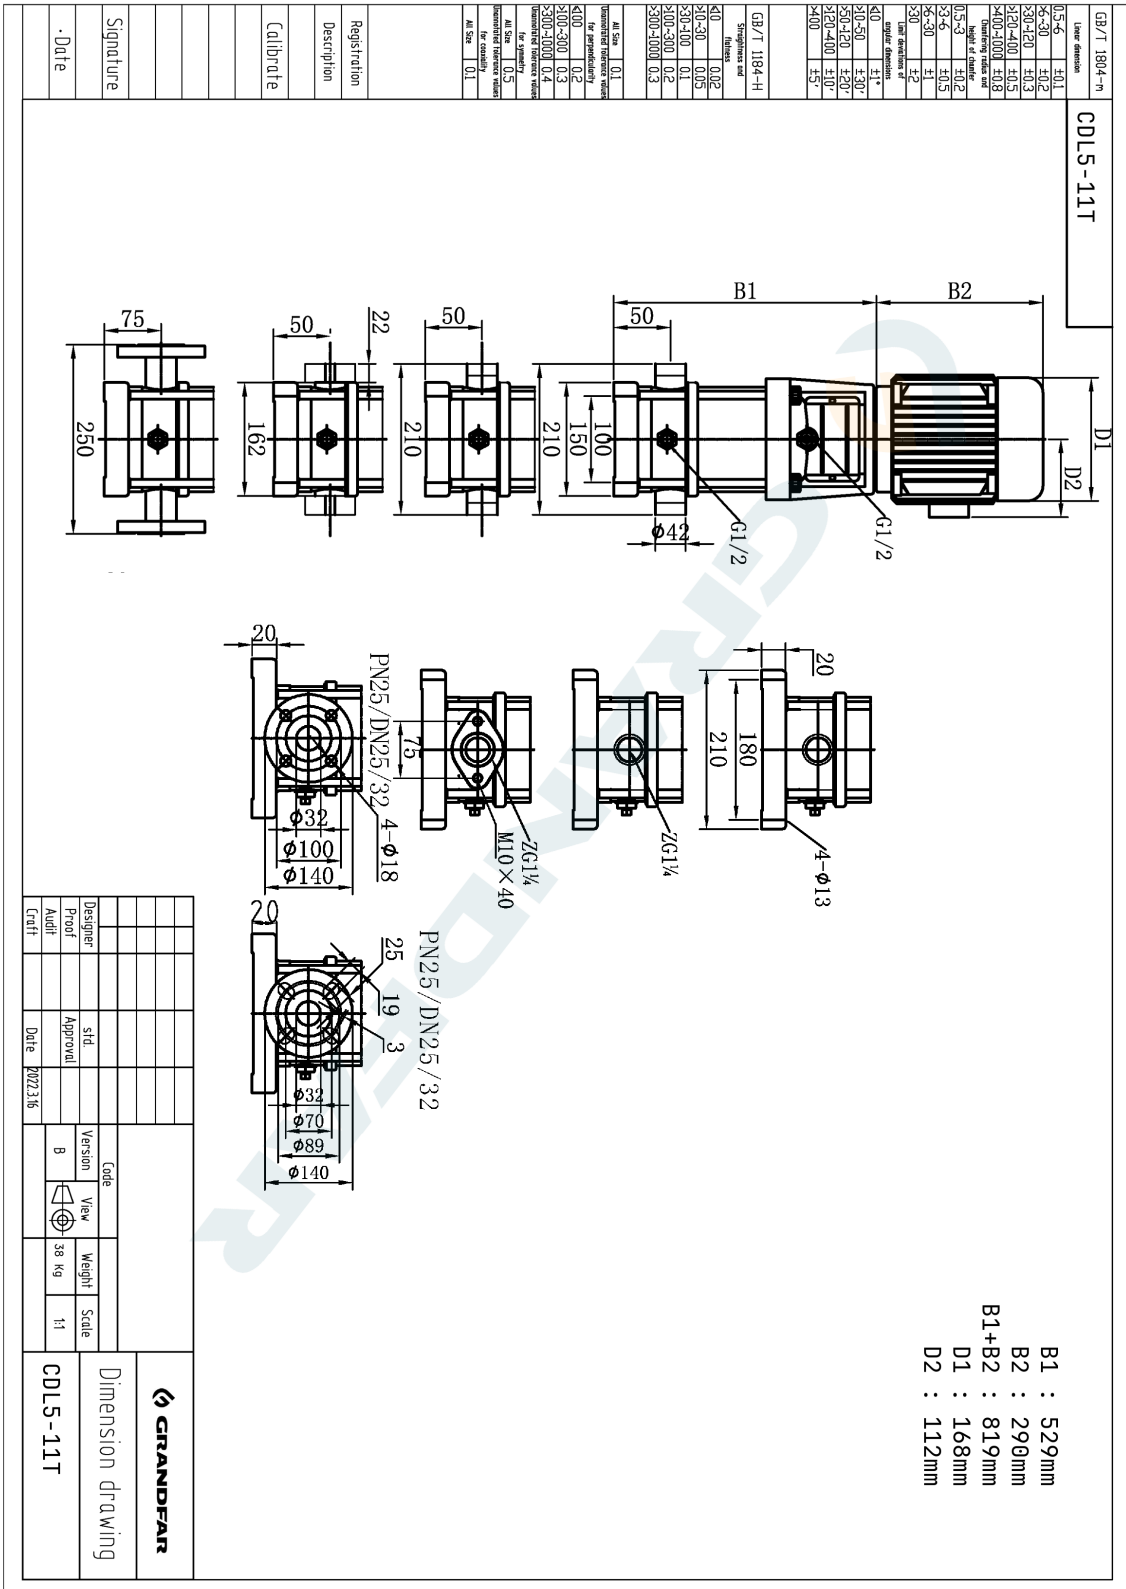 CDL5-11T
B1 : 529mm
B2 : 290mm
B1+B2 : 819mm
D1 : 168mm
D2 : 112mm
GB/T 1804-m
Linear dimension
0.5~6 ±0.1
>6~30 ±0.2
>30~120 ±0.3
>120~400 ±0.5
>400~1000 ±0.8
Chamfering radius and
height of chamfer
0.5~3 ±0.2
>3~6 ±0.5
>6~30 ±1
>30 ±2
Limit deviations of
angular dimensions
≤10 ±1°
>10~50 ±30'
>50~120 ±20'
>120~400 ±10'
>400 ±5'
GB/T 1184-H
Straightness and
flatness
≤10 0.02
>10~30 0.05
>30~100 0.1
>100~300 0.2
>300~1000 0.3
All Size 0.1
Unannotated tolerance values
for perpendicularity
≤100 0.2
>100~300 0.3
>300~1000 0.4
Unannotated tolerance values
for symmetry
All Size 0.5
Unannotated tolerance values
for coaxiality
All Size 0.1
Registration
Description
Calibrate
Signature
·Date
B1
B2
D1
D2
50
100
150
210
ϕ42
G1/2
G1/2
50
210
22
50
162
75
250
20
180
210
4-ϕ13
ZG1¼
75
ZG1¼
M10×40
PN25/DN25/32
20
4-ϕ18
ϕ32
ϕ100
ϕ140
PN25/DN25/32
20
25
19
3
ϕ32
ϕ70
ϕ89
ϕ140
GRANDFAR
Designer
Proof
Audit
Craft
std.
Approval
Date 2022.3.16
Code
Version View Weight Scale
B 38 Kg 1:1
GRANDFAR
Dimension drawing
CDL5-11T